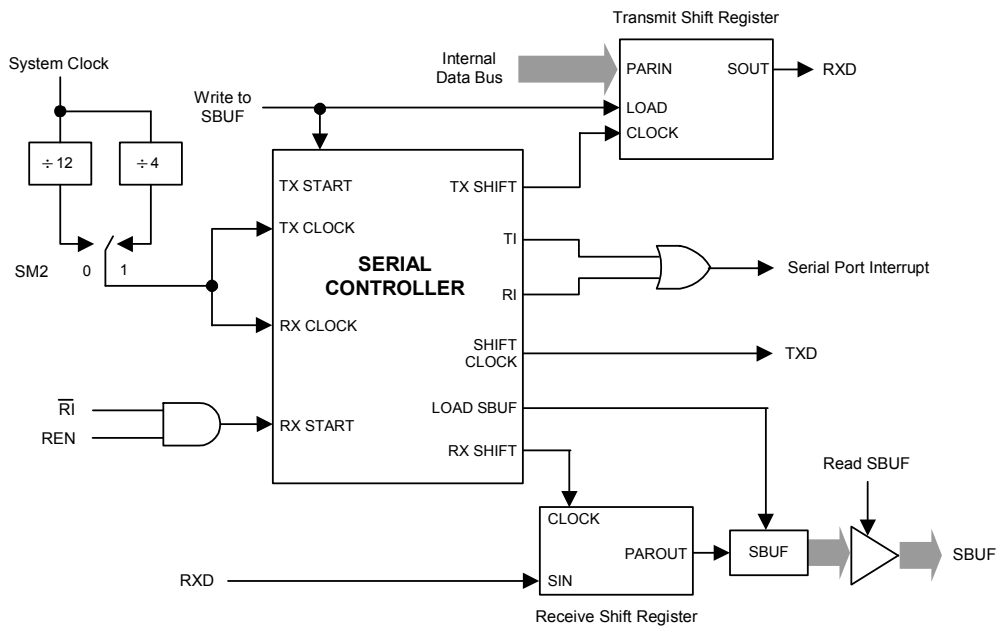 Transmit Shift Register
System Clock
Internal
Data Bus
PARIN
SOUT
RXD
Write to
SBUF
LOAD
CLOCK
÷ 12
÷ 4
TX START
TX SHIFT
TX CLOCK
TI
SERIAL
CONTROLLER
Serial Port Interrupt
SM2
0
1
RI
RX CLOCK
SHIFT
CLOCK
TXD
R̅I̅
REN
LOAD SBUF
RX START
RX SHIFT
Read SBUF
CLOCK
PAROUT
SBUF
SBUF
RXD
SIN
Receive Shift Register